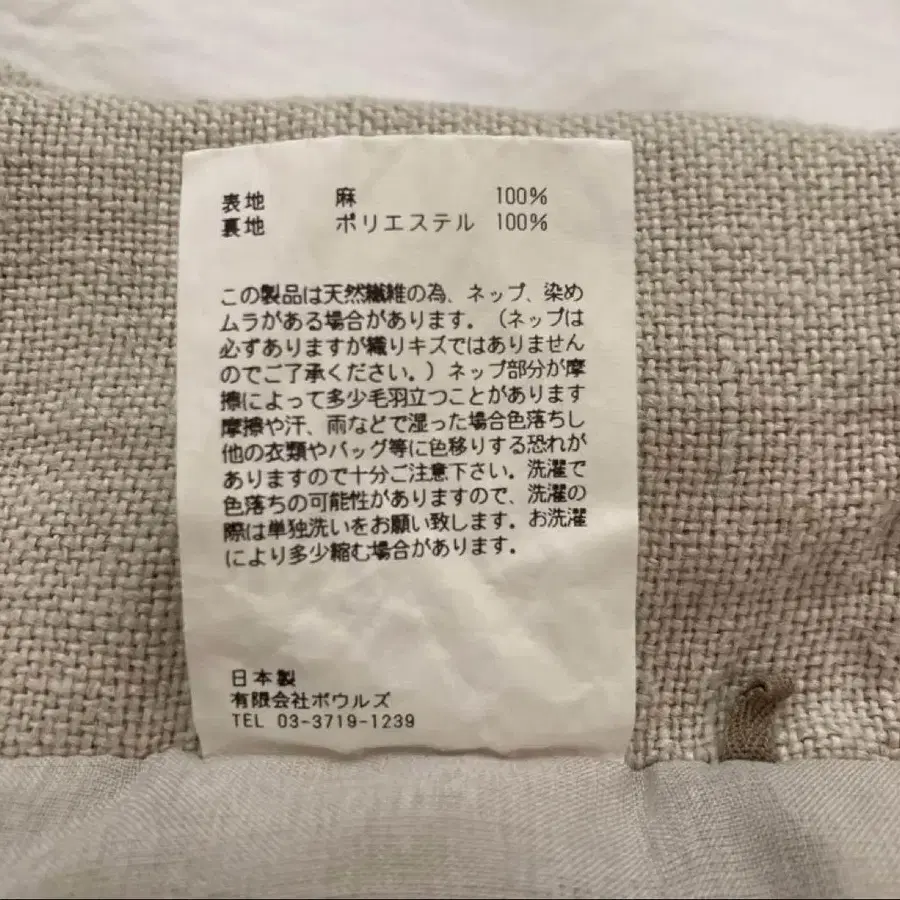 表地 麻 100%
裏地 ポリエステル 100%
この製品は天然繊維の為、ネップ、染め
ムラがある場合があります。（ネップは
必ずありますが織りキズではありません
のでご了承ください。）ネップ部分が摩
擦によって多少毛羽立つことがあります
摩擦や汗、雨などで湿った場合色落ちし
他の衣類やバッグ等に色移りする恐れが
ありますので十分ご注意下さい。洗濯で
色落ちの可能性がありますので、洗濯の
際は単独洗いをお願い致します。お洗濯
により多少縮む場合があります。
日本製
有限会社ボウルズ
TEL 03-3719-1239